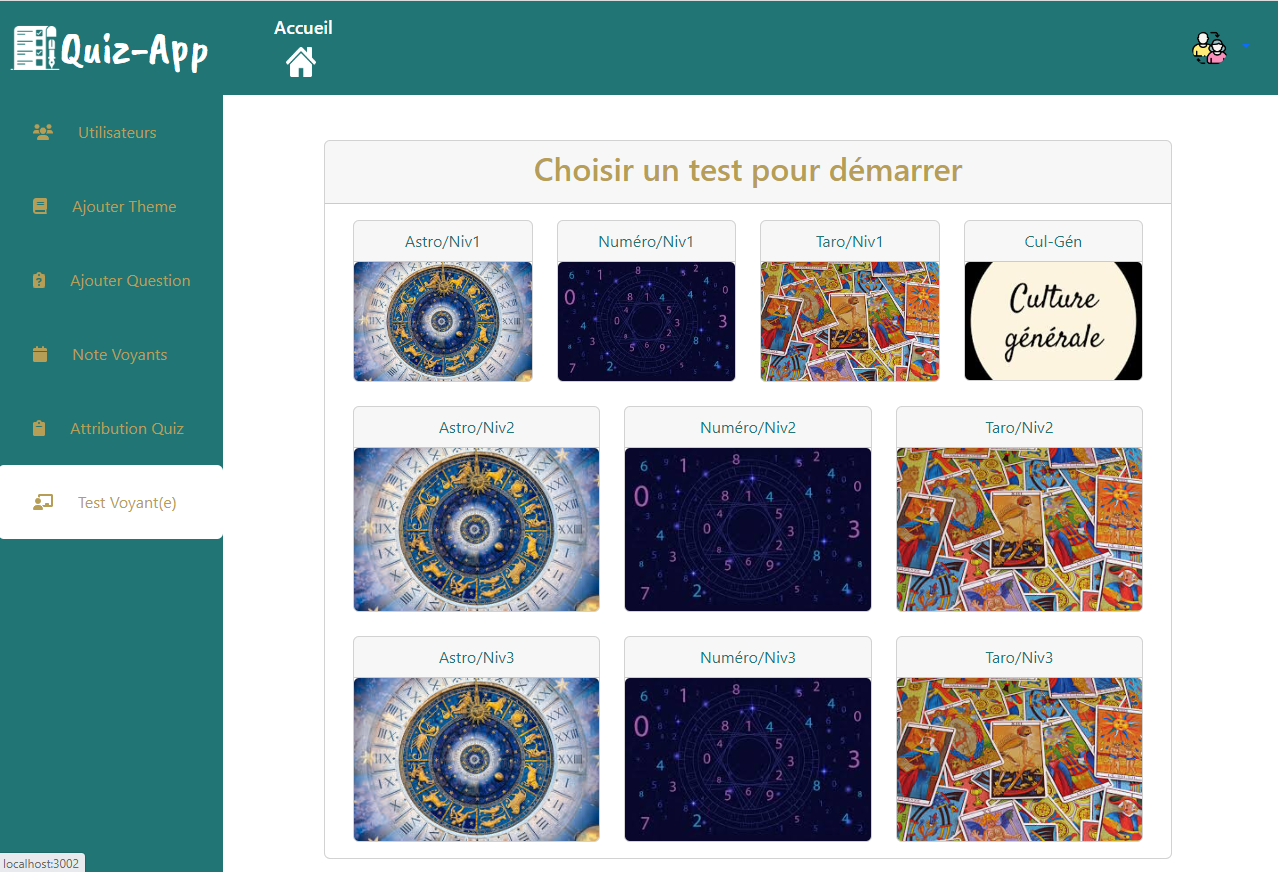 Quiz-App
Accueil
Utilisateurs
Ajouter Theme
Ajouter Question
Note Voyants
Attribution Quiz
Test Voyant(e)
Choisir un test pour démarrer
Astro/Niv1
Numéro/Niv1
Taro/Niv1
Cul-Gén
Culture
générale
Astro/Niv2
Numéro/Niv2
Taro/Niv2
Astro/Niv3
Numéro/Niv3
Taro/Niv3
localhost:3002